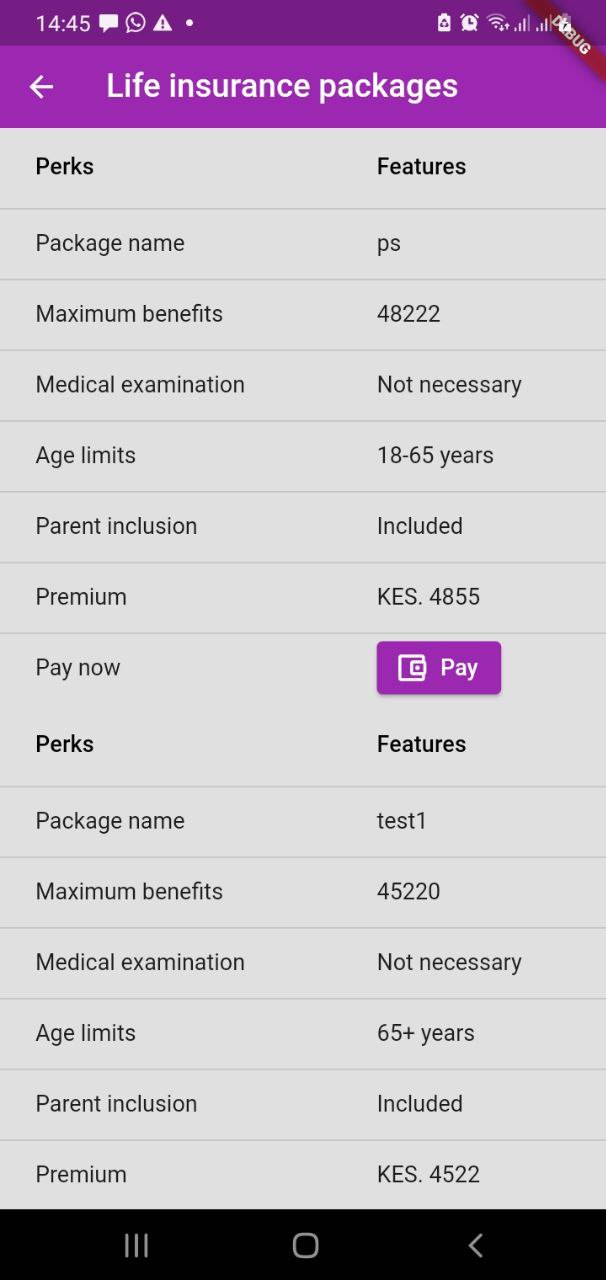 14:45
DEBUG
Life insurance packages
Perks Features
Package name ps
Maximum benefits 48222
Medical examination Not necessary
Age limits 18-65 years
Parent inclusion Included
Premium KES. 4855
Pay now Pay
Perks Features
Package name test1
Maximum benefits 45220
Medical examination Not necessary
Age limits 65+ years
Parent inclusion Included
Premium KES. 4522